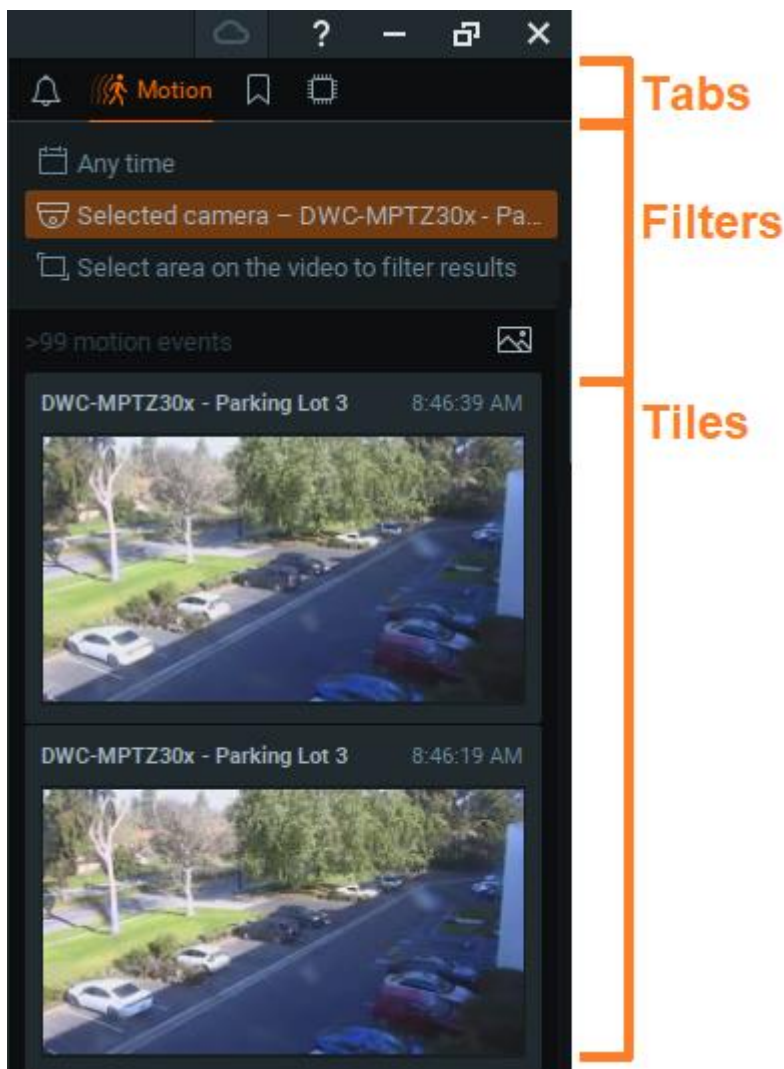 ?
Motion
Tabs
Any time
Selected camera – DWC-MPTZ30x - Pa...
Filters
Select area on the video to filter results
>99 motion events
DWC-MPTZ30x - Parking Lot 3 8:46:39 AM
Tiles
DWC-MPTZ30x - Parking Lot 3 8:46:19 AM